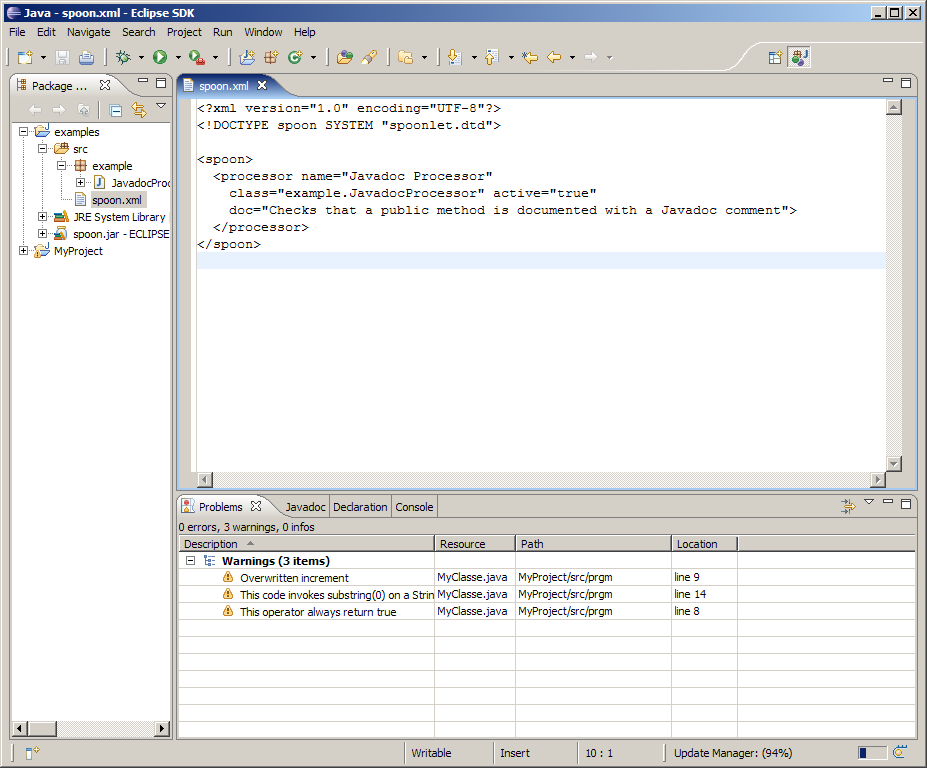 Java - spoon.xml - Eclipse SDK
File Edit Navigate Search Project Run Window Help
Package ...
examples
src
example
JavadocProc
spoon.xml
JRE System Library
spoon.jar - ECLIPSE
MyProject
spoon.xml
<?xml version="1.0" encoding="UTF-8"?>
<!DOCTYPE spoon SYSTEM "spoonlet.dtd">
<spoon>
<processor name="Javadoc Processor"
class="example.JavadocProcessor" active="true"
doc="Checks that a public method is documented with a Javadoc comment">
</processor>
</spoon>
Problems Javadoc Declaration Console
0 errors, 3 warnings, 0 infos
Description Resource Path Location
Warnings (3 items)
Overwritten increment MyClasse.java MyProject/src/prgm line 9
This code invokes substring(0) on a Strin MyClasse.java MyProject/src/prgm line 14
This operator always return true MyClasse.java MyProject/src/prgm line 8
Writable Insert 10 : 1 Update Manager: (94%)